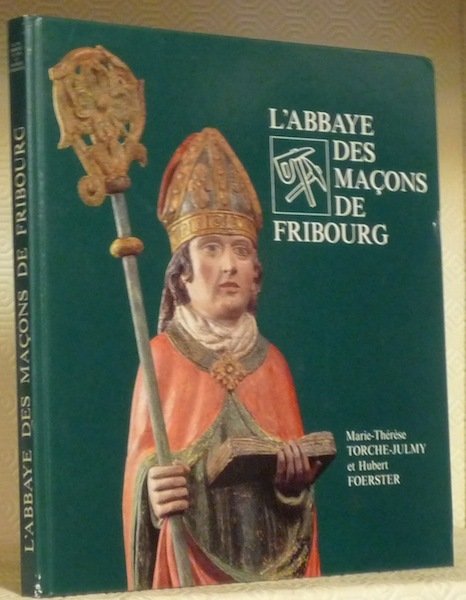 L'ABBAYE
DES
MAÇONS
DE
FRIBOURG
Marie-Thérèse
TORCHE-JULMY
et Hubert
FOERSTER
L'ABBAYE DES MAÇONS DE FRIBOURG